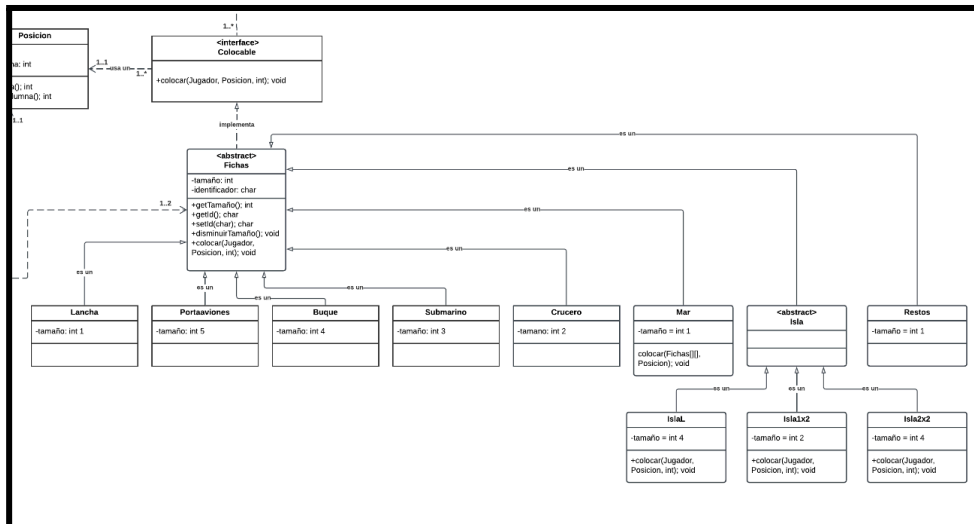 1..*
Posicion
na: int
a(); int
lumna(); int
1..1
usa un
1..*
1..1
<interface>
Colocable
+colocar(Jugador, Posicion, int); void
implementa
<abstract>
Fichas
-tamaño: int
-identificador: char
+getTamaño(); int
+getId(); char
+setId(char); char
+disminuirTamaño(); void
+colocar(Jugador,
Posicion, int); void
1..2
es un
es un
es un
es un
es un
es un
es un
es un
es un
Lancha
-tamaño: int 1
Portaaviones
-tamaño: int 5
Buque
-tamaño: int 4
Submarino
-tamaño: int 3
Crucero
-tamano: int 2
Mar
-tamaño = int 1
colocar(Fichas[][],
Posicion); void
<abstract>
Isla
Restos
-tamaño = int 1
es un
es un
es un
IslaL
-tamaño = int 4
+colocar(Jugador,
Posicion, int); void
Isla1x2
-tamaño = int 2
+colocar(Jugador,
Posicion, int); void
Isla2x2
-tamaño = int 4
+colocar(Jugador,
Posicion, int); void